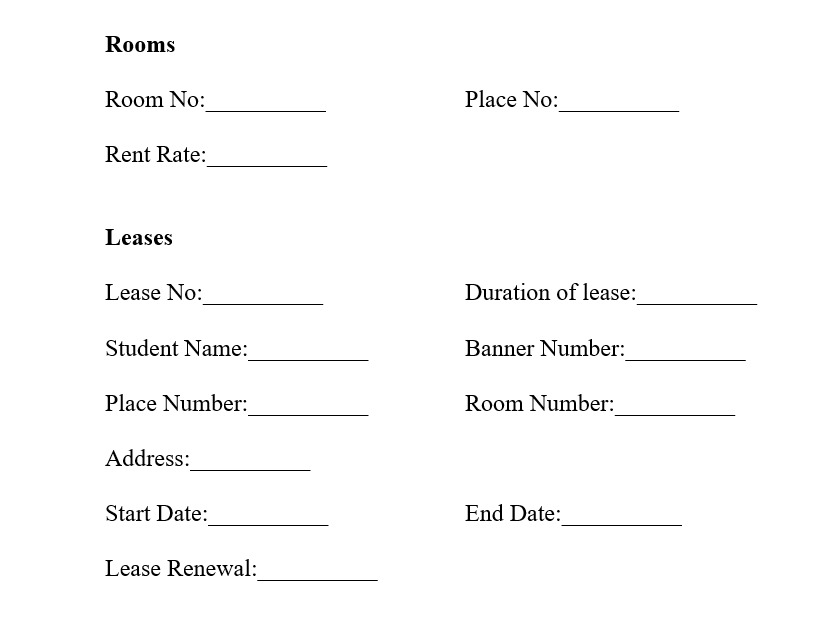 Rooms
Room No:__________ Place No:__________
Rent Rate:__________
Leases
Lease No:__________ Duration of lease:__________
Student Name:__________ Banner Number:__________
Place Number:__________ Room Number:__________
Address:__________
Start Date:__________ End Date:__________
Lease Renewal:__________